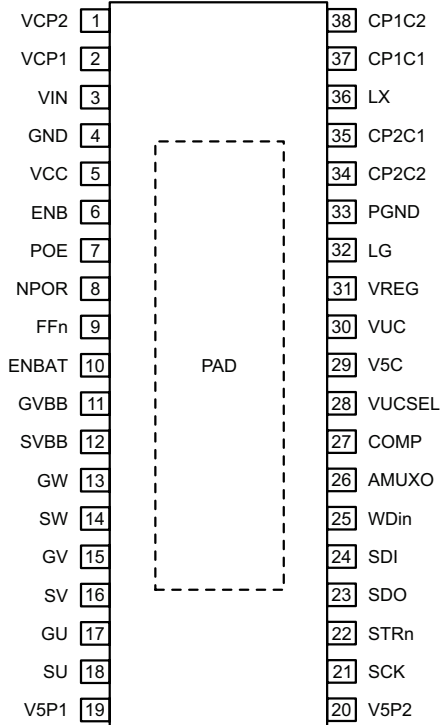 VCP2 1 38 CP1C2
VCP1 2 37 CP1C1
VIN 3 36 LX
GND 4 35 CP2C1
VCC 5 34 CP2C2
ENB 6 33 PGND
POE 7 32 LG
NPOR 8 31 VREG
FFn 9 30 VUC
ENBAT 10 PAD 29 V5C
GVBB 11 28 VUCSEL
SVBB 12 27 COMP
GW 13 26 AMUXO
SW 14 25 WDin
GV 15 24 SDI
SV 16 23 SDO
GU 17 22 STRn
SU 18 21 SCK
V5P1 19 20 V5P2